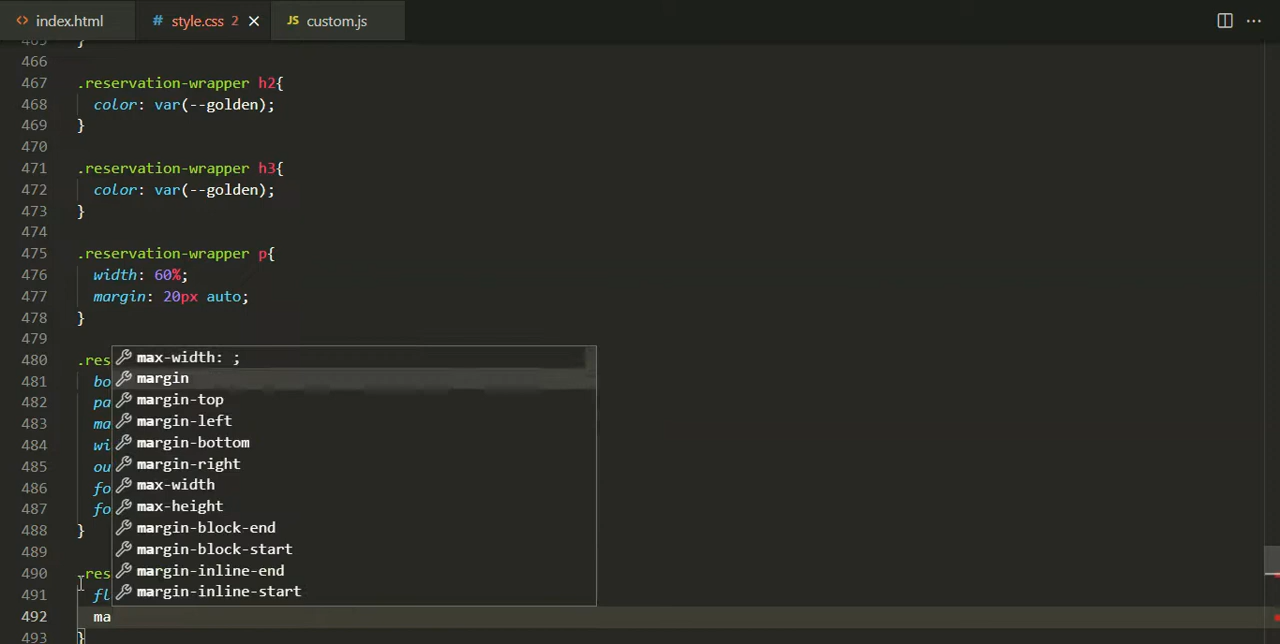 <> index.html # style.css 2 × JS custom.js ...
465 }
466
467 .reservation-wrapper h2{
468 color: var(--golden);
469 }
470
471 .reservation-wrapper h3{
472 color: var(--golden);
473 }
474
475 .reservation-wrapper p{
476 width: 60%;
477 margin: 20px auto;
478 }
479
480 .res max-width: ;
481 bo margin
482 pa margin-top
483 ma margin-left
484 wi margin-bottom
485 ou margin-right
486 fo max-width
487 fo max-height
488 } margin-block-end
489 margin-block-start
490 .res margin-inline-end
491 fl margin-inline-start
492 ma
493 }